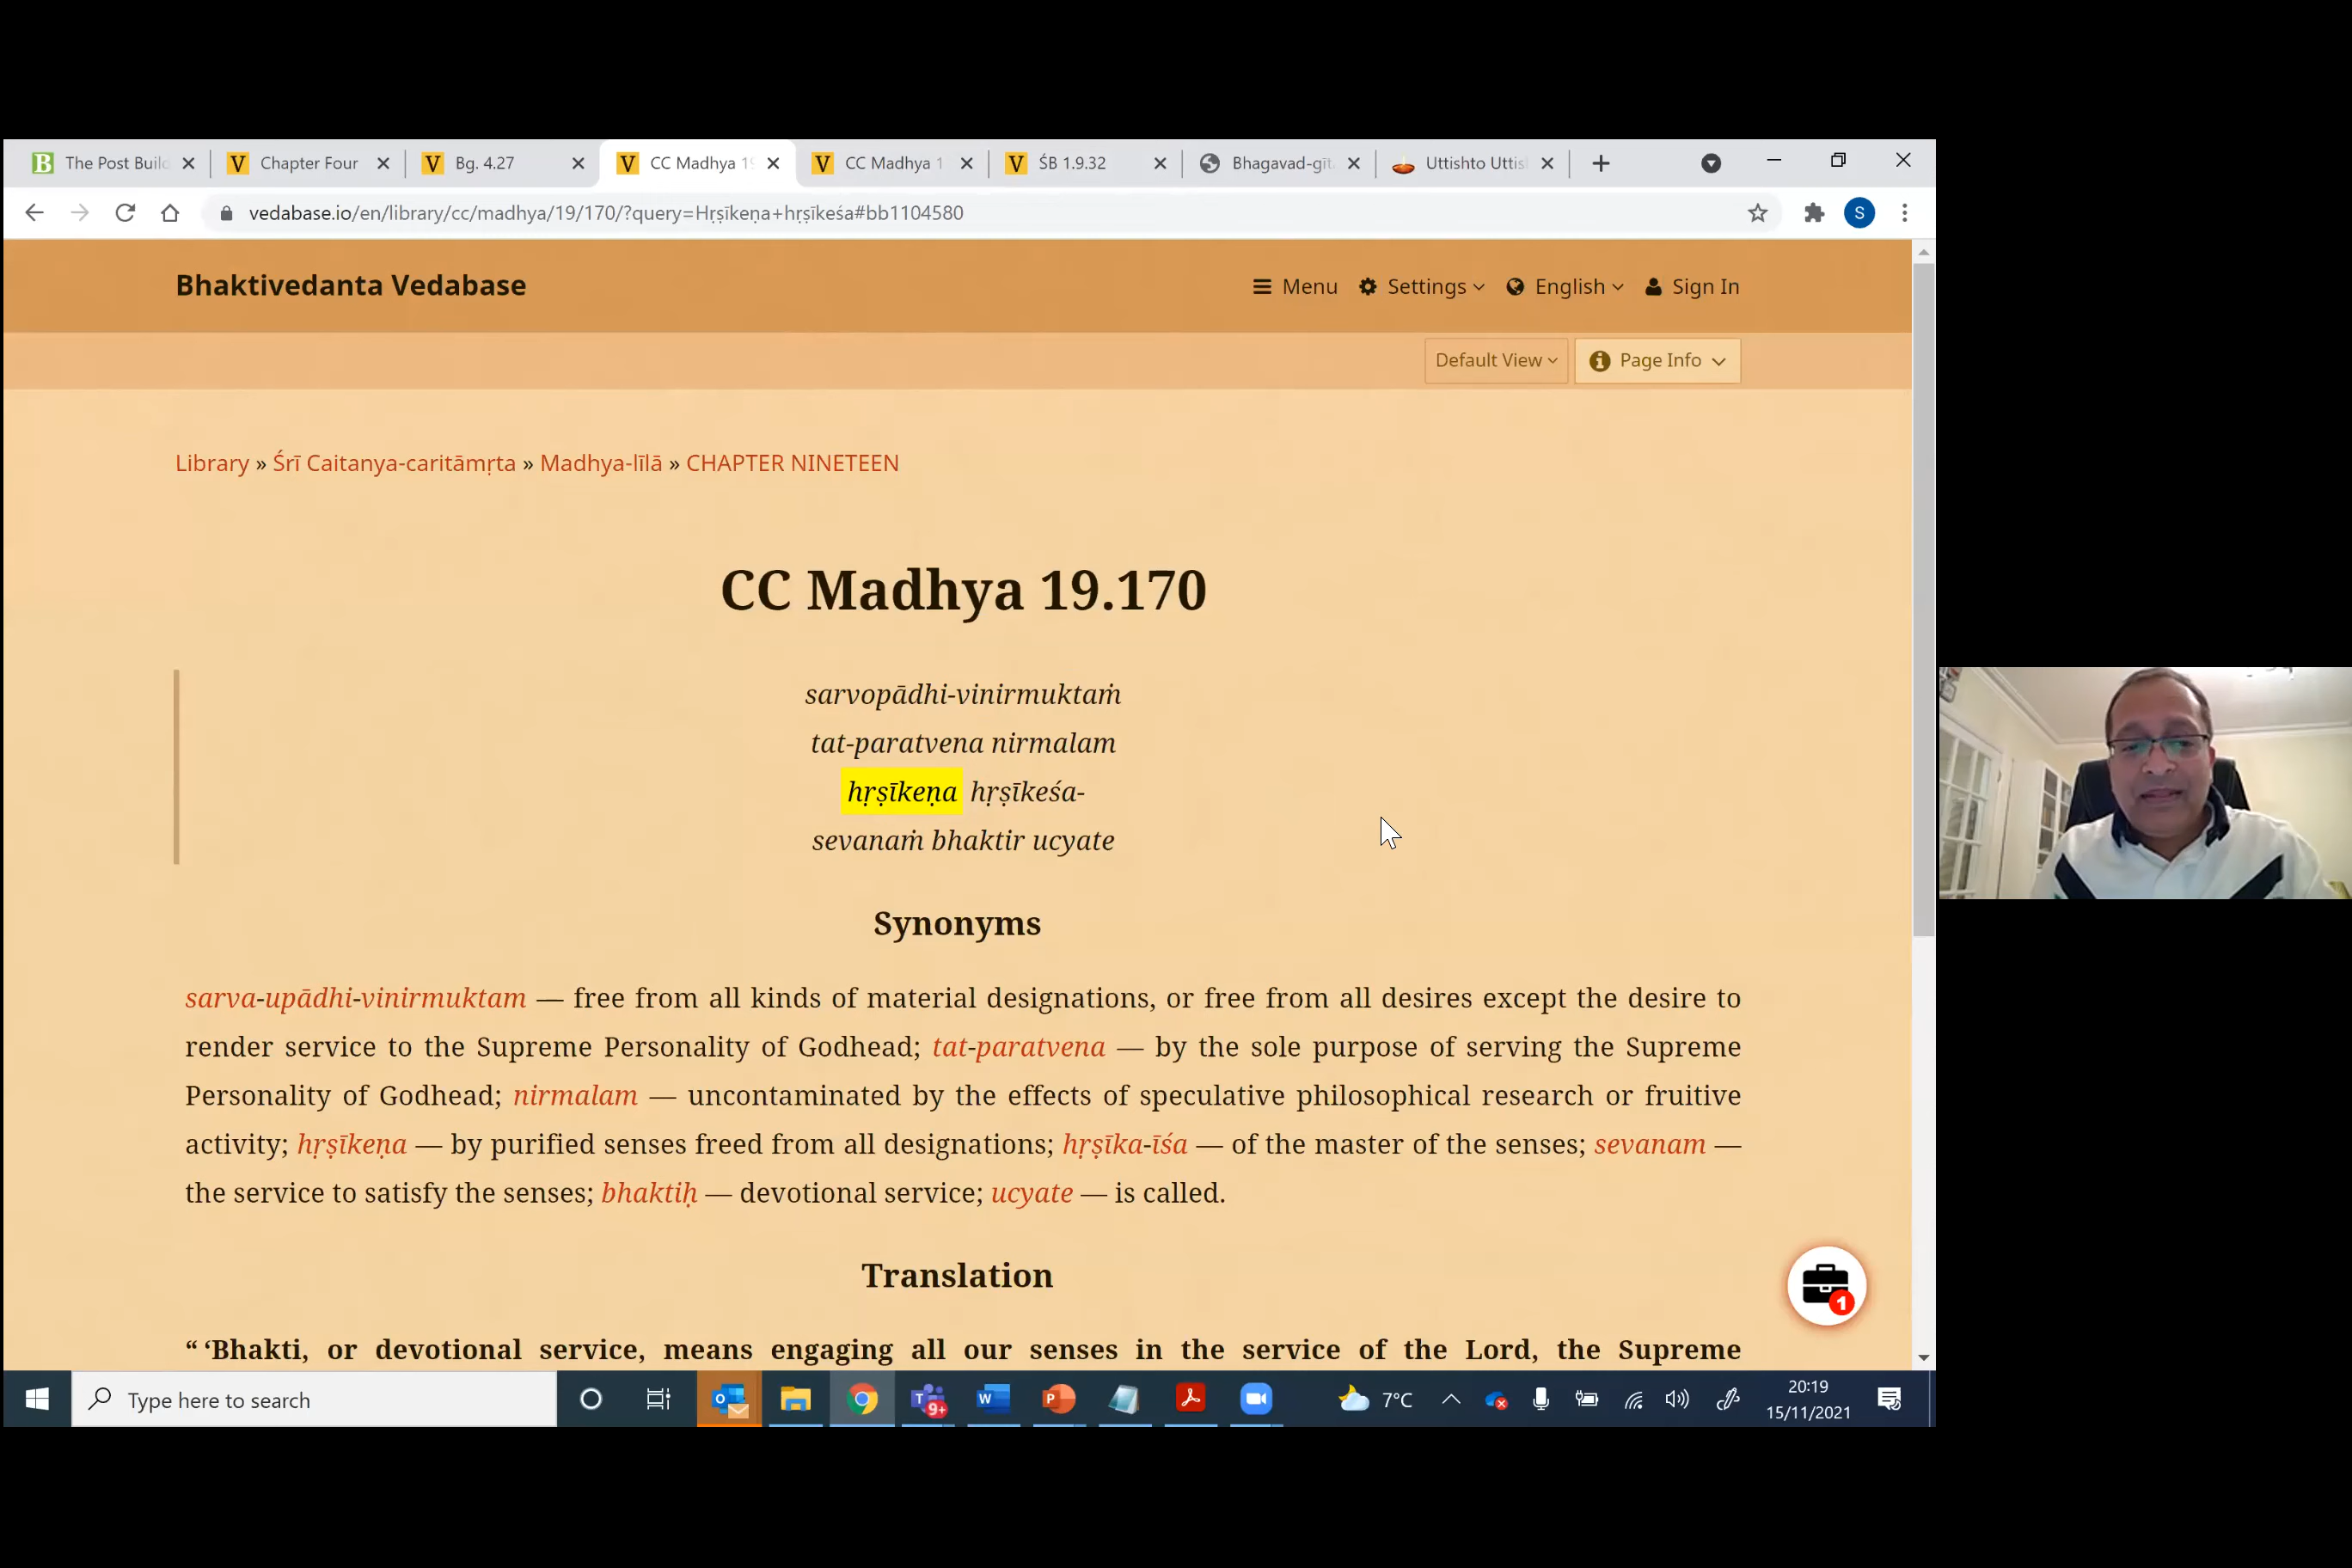 The Post Build
Chapter Four
Bg. 4.27
CC Madhya 19
CC Madhya 1
ŚB 1.9.32
Bhagavad-gīt
Uttishto Uttis
vedabase.io/en/library/cc/madhya/19/170/?query=Hṛṣīkeṇa+hṛṣīkeśa#bb1104580
S
Bhaktivedanta Vedabase
Menu
Settings
English
Sign In
Default View
Page Info
Library » Śrī Caitanya-caritāmṛta » Madhya-līlā » CHAPTER NINETEEN
CC Madhya 19.170
sarvopādhi-vinirmuktaṁ
tat-paratvena nirmalam
hṛṣīkeṇa hṛṣīkeśa-
sevanaṁ bhaktir ucyate
Synonyms
sarva-upādhi-vinirmuktam — free from all kinds of material designations, or free from all desires except the desire to
render service to the Supreme Personality of Godhead; tat-paratvena — by the sole purpose of serving the Supreme
Personality of Godhead; nirmalam — uncontaminated by the effects of speculative philosophical research or fruitive
activity; hṛṣīkeṇa — by purified senses freed from all designations; hṛṣīka-īśa — of the master of the senses; sevanam —
the service to satisfy the senses; bhaktiḥ — devotional service; ucyate — is called.
Translation
“ ‘Bhakti, or devotional service, means engaging all our senses in the service of the Lord, the Supreme
1
Type here to search
9+
7°C
20:19
15/11/2021